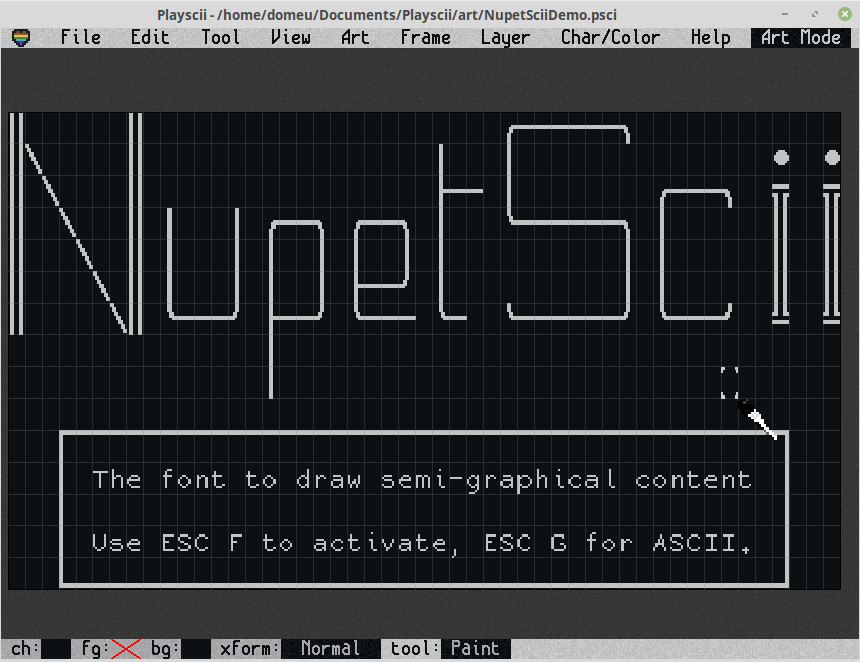 Playscii - /home/domeu/Documents/Playscii/art/NupetSciiDemo.psci
File Edit Tool View Art Frame Layer Char/Color Help Art Mode
NupetScii
The font to draw semi-graphical content
Use ESC F to activate, ESC G for ASCII.
ch: fg: bg: xform: Normal tool: Paint